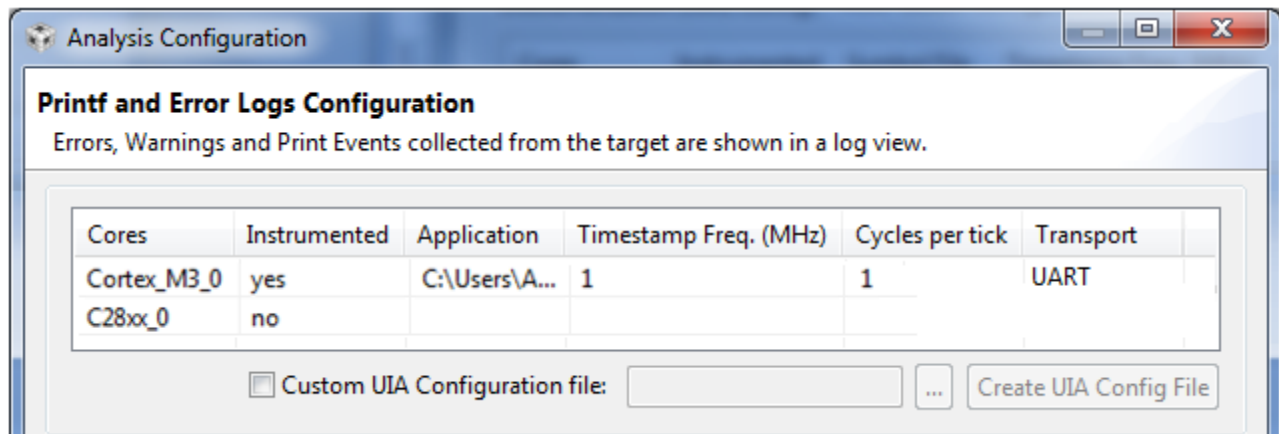 Analysis Configuration
Printf and Error Logs Configuration
Errors, Warnings and Print Events collected from the target are shown in a log view.
Cores Instrumented Application Timestamp Freq. (MHz) Cycles per tick Transport
Cortex_M3_0 yes C:\Users\A... 1 1 UART
C28xx_0 no
Custom UIA Configuration file: ... Create UIA Config File